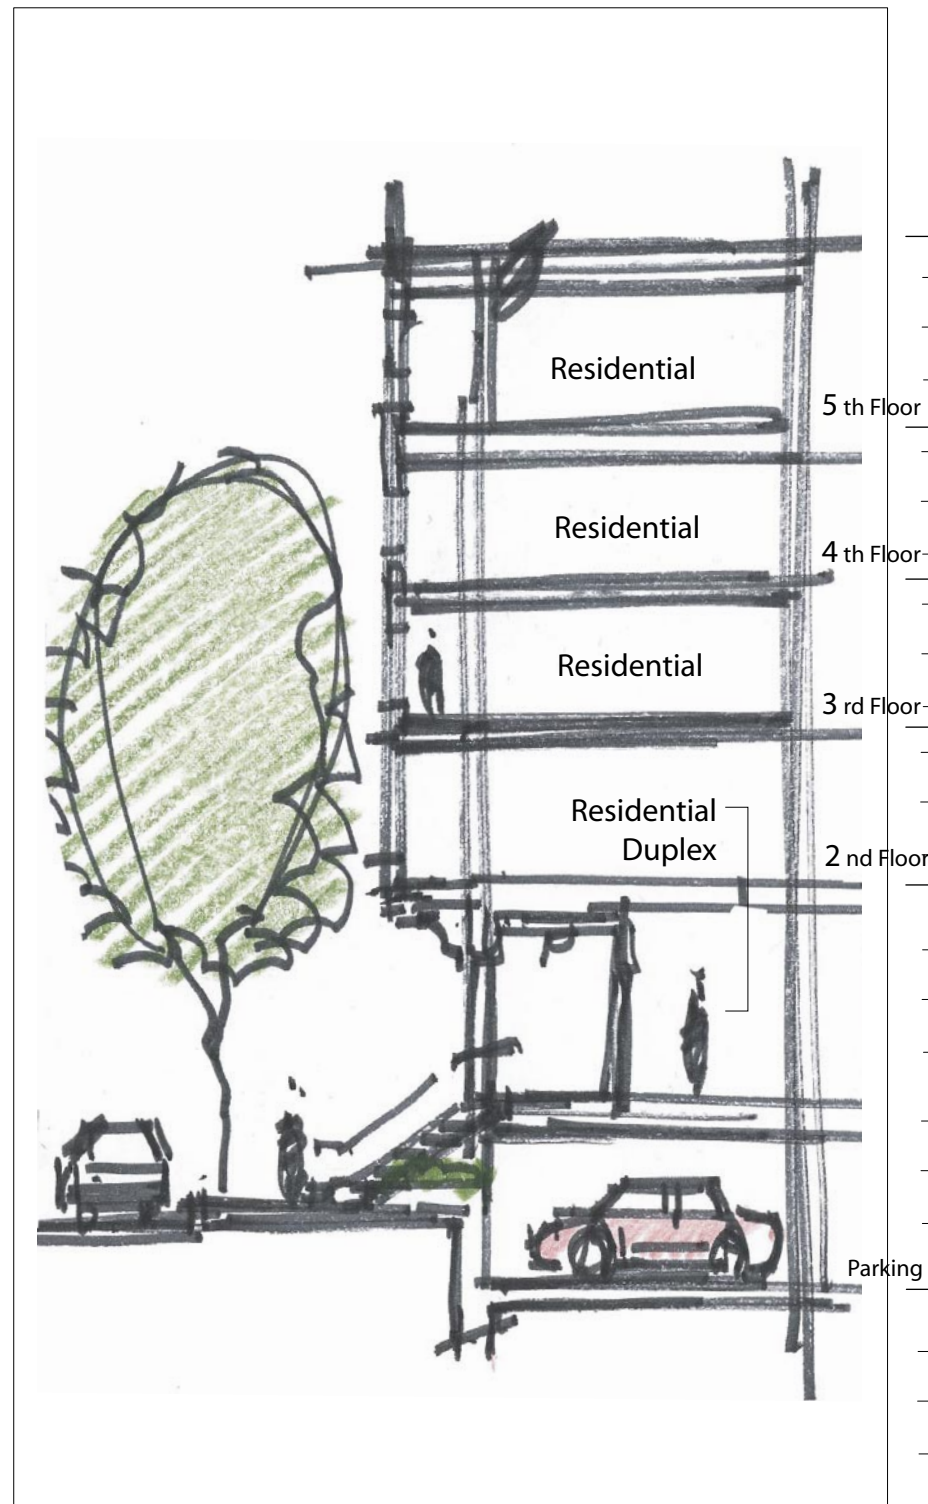 Residential
5 th Floor
Residential
4 th Floor
Residential
3 rd Floor
Residential
Duplex
2 nd Floor
Parking